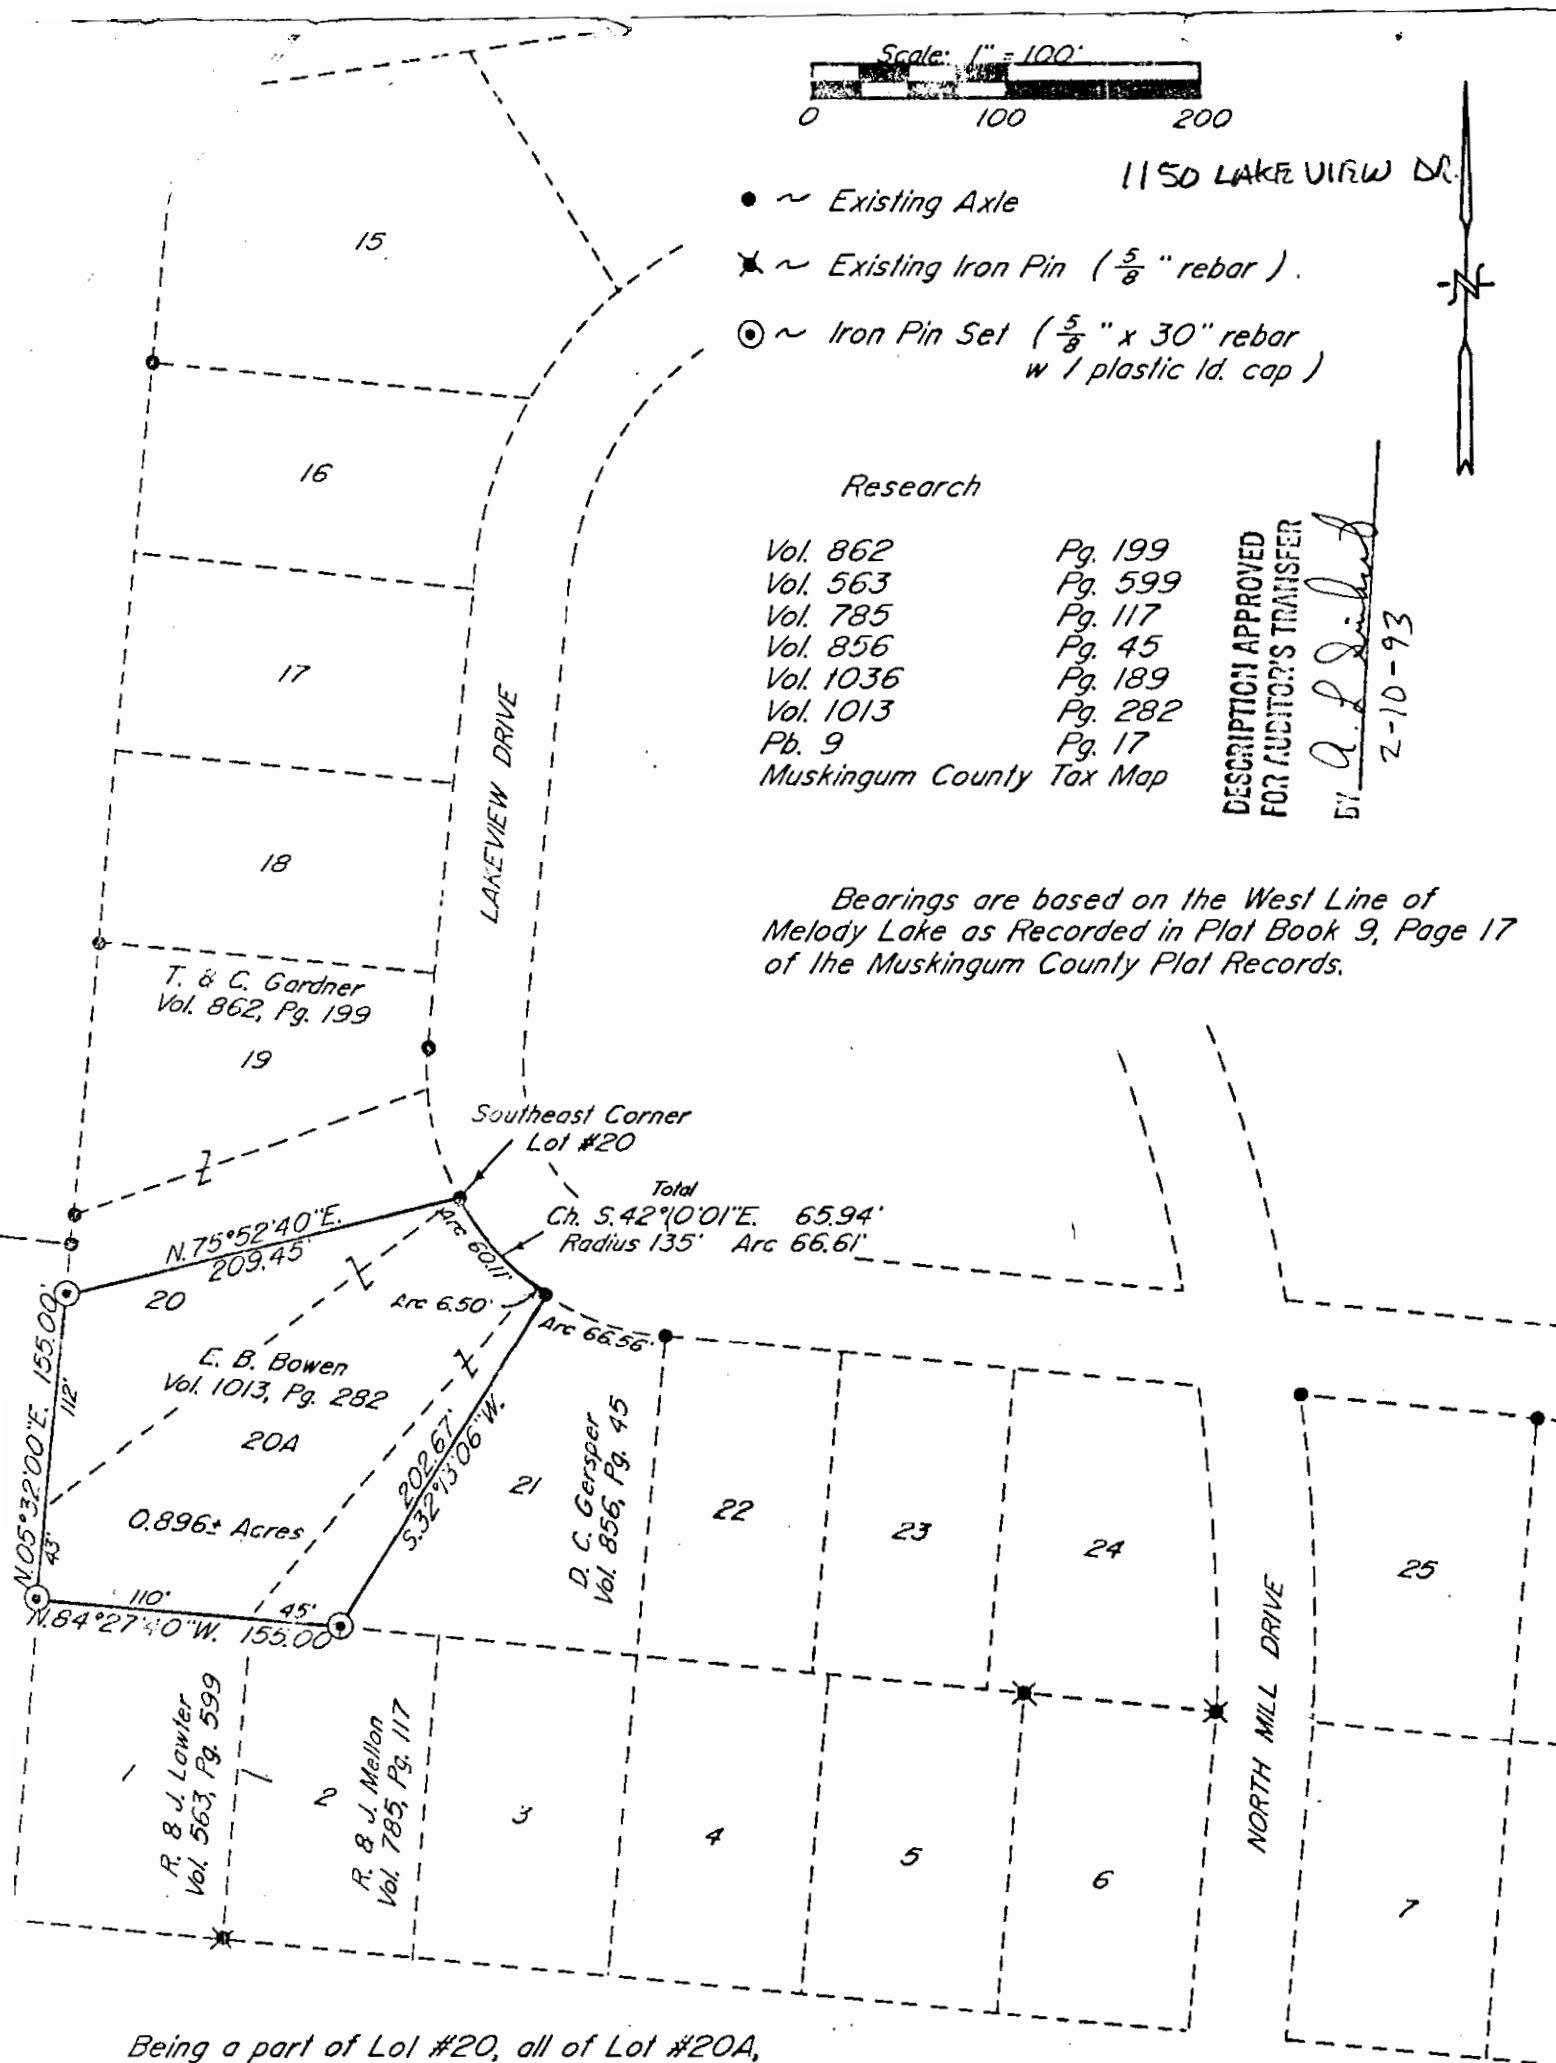 Scale: 1" = 100'
0 100 200
1150 LAKE VIEW DR.
~ Existing Axle
~ Existing Iron Pin ( 5/8 " rebar ).
~ Iron Pin Set ( 5/8 " x 30" rebar
w / plastic Id. cap )
Research
Vol. 862 Pg. 199
Vol. 563 Pg. 599
Vol. 785 Pg. 117
Vol. 856 Pg. 45
Vol. 1036 Pg. 189
Vol. 1013 Pg. 282
Pb. 9 Pg. 17
Muskingum County Tax Map
DESCRIPTION APPROVED
FOR AUDITOR'S TRANSFER
BY
2-10-93
Bearings are based on the West Line of
Melody Lake as Recorded in Plat Book 9, Page 17
of the Muskingum County Plat Records.
15
16
17
18
LAKEVIEW DRIVE
T. & C. Gardner
Vol. 862, Pg. 199
19
Southeast Corner
Lot #20
Total
Ch. S.42°10'01"E. 65.94'
Radius 135' Arc 66.61'
N.75°52'40"E.
209.45'
Arc 60.11'
Arc 6.50'
Arc 66.56'
20
E. B. Bowen
Vol. 1013, Pg. 282
20A
0.896± Acres
N.05°32'00"E. 155.00'
112'
43'
202.67'
S.32°13'06"W.
110' 45'
N.84°27'40"W. 155.00'
21
D. C. Gersper
Vol. 856, Pg. 45
22
23
24
25
NORTH MILL DRIVE
1
R. & J. Lawter
Vol. 563, Pg. 599
2
R. & J. Mellon
Vol. 785, Pg. 117
3
4
5
6
7
Being a part of Lot #20, all of Lot #20A,